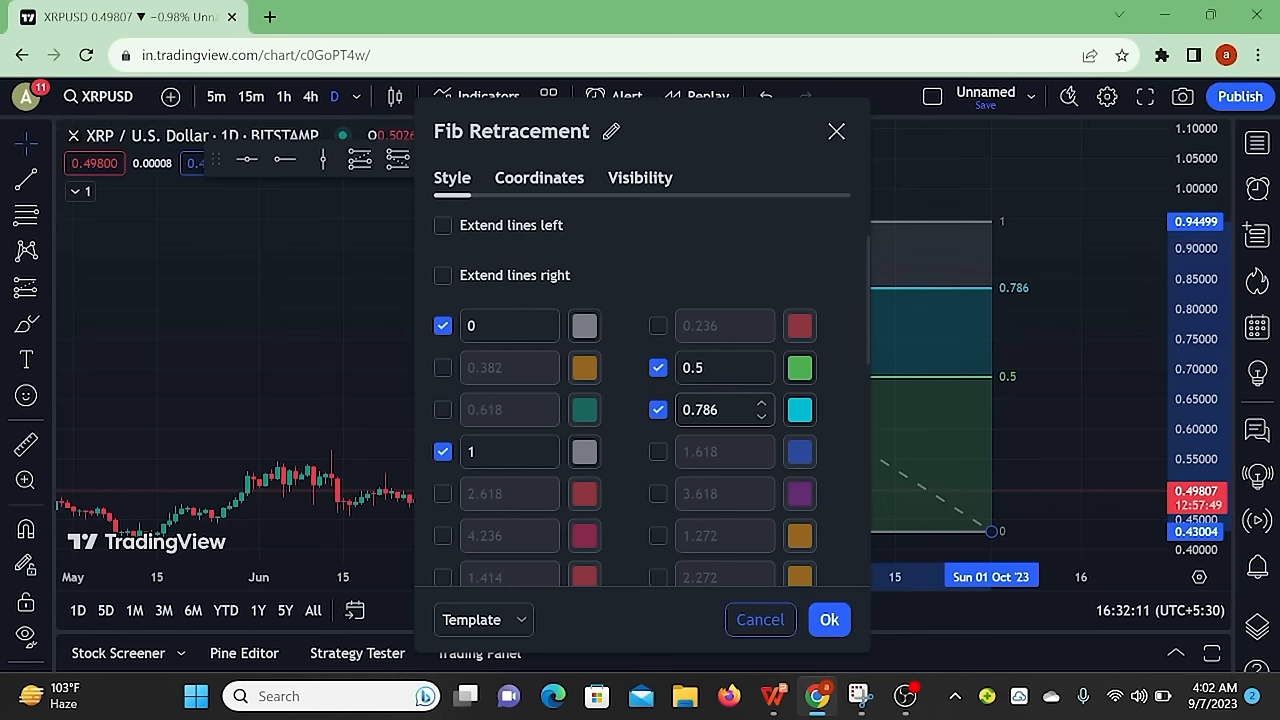 XRPUSD 0.49807 ▼ −0.98% Unna
in.tradingview.com/chart/c0GoPT4w/
a
A
11
XRPUSD
5m 15m 1h 4h D
Indicators
Alert
Replay
Unnamed
Save
Publish
XRP / U.S. Dollar · 1D · BITSTAMP
O0.5026
0.49800
0.00008
0.4
1
Fib Retracement
Style Coordinates Visibility
Extend lines left
Extend lines right
0 0.236
0.382 0.5
0.618 0.786
1 1.618
2.618 3.618
4.236 1.272
1.414 2.272
Template
Cancel
Ok
1
0.786
0.5
0
1.10000
1.05000
1.00000
0.94499
0.90000
0.85000
0.80000
0.75000
0.70000
0.65000
0.60000
0.55000
0.49807
12:57:49
0.45000
0.43004
0.40000
TradingView
May 15 Jun 15 15 Sun 01 Oct '23 16
1D 5D 1M 3M 6M YTD 1Y 5Y All
16:32:11 (UTC+5:30)
Stock Screener Pine Editor Strategy Tester Trading Panel
103°F
Haze
Search
4:02 AM
9/7/2023
2